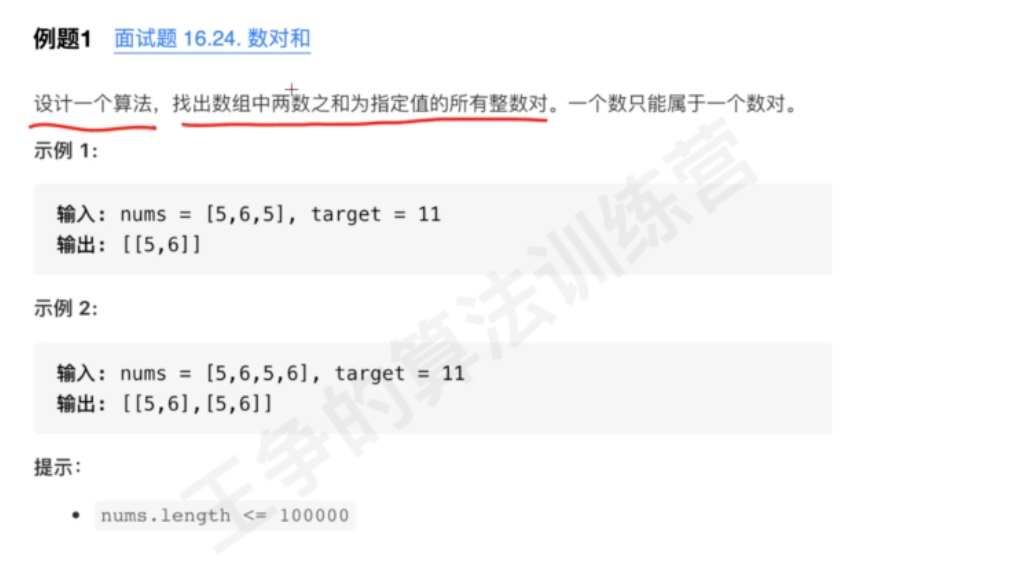 例题1 面试题 16.24. 数对和
设计一个算法，找出数组中两数之和为指定值的所有整数对。一个数只能属于一个数对。
示例 1:
输入: nums = [5,6,5], target = 11
输出: [[5,6]]
示例 2:
输入: nums = [5,6,5,6], target = 11
输出: [[5,6],[5,6]]
提示：
• nums.length <= 100000
王争的算法训练营